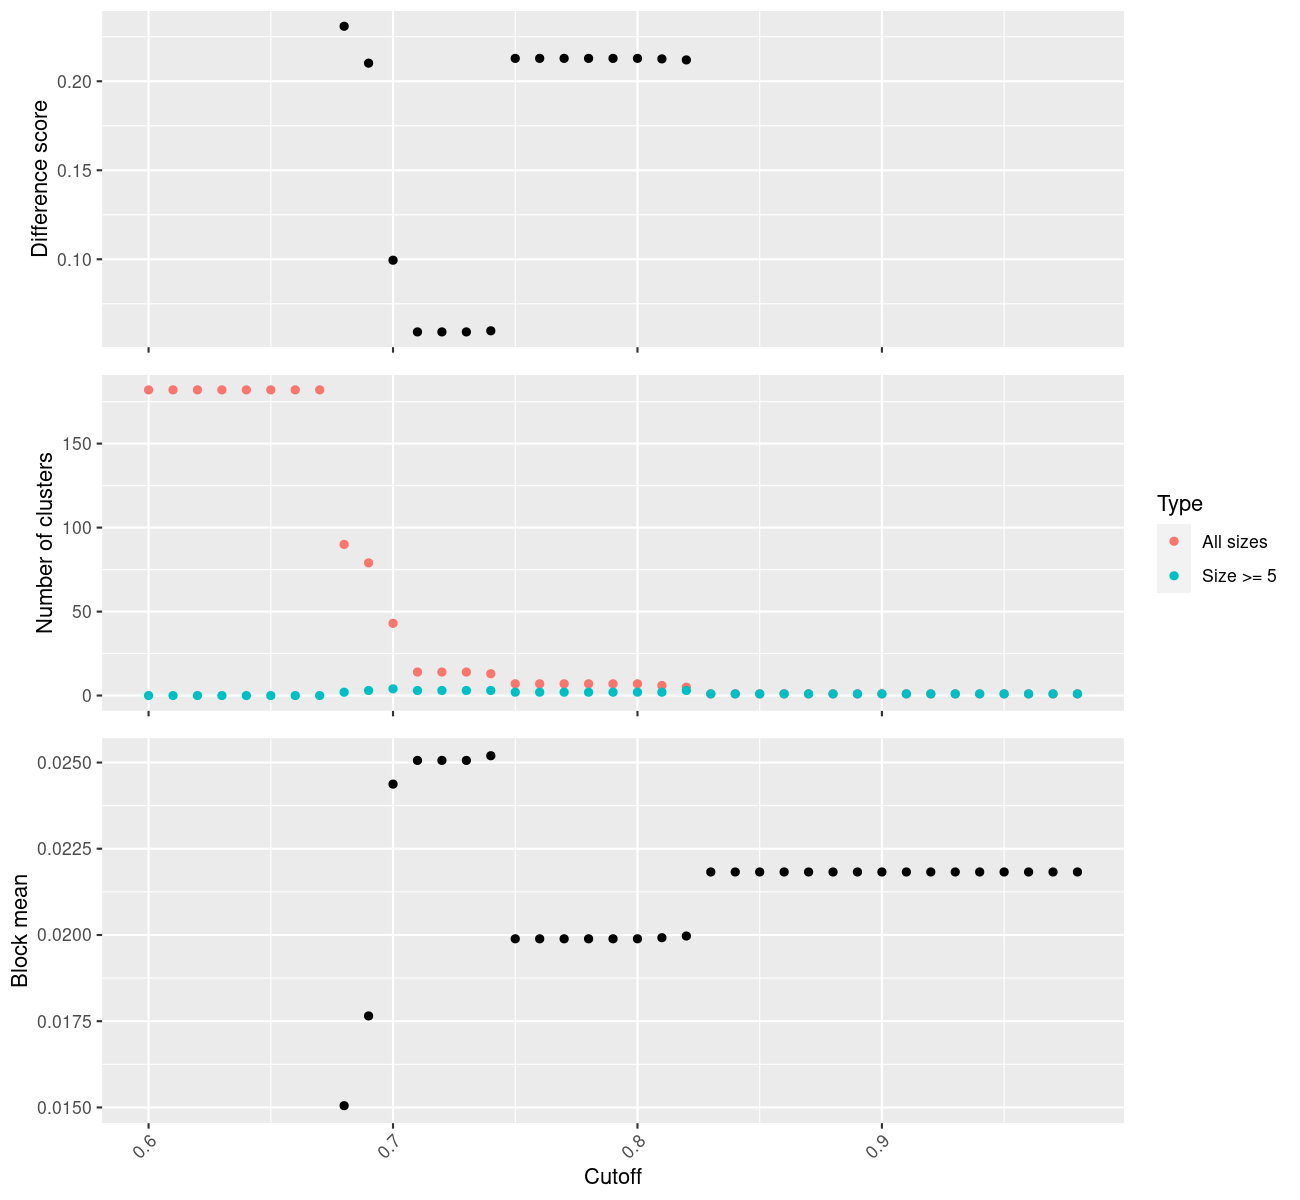 Difference score
0.20
0.15
0.10
Number of clusters
150
100
50
0
Type
All sizes
Size >= 5
Block mean
0.0250
0.0225
0.0200
0.0175
0.0150
0.6
0.7
0.8
0.9
Cutoff